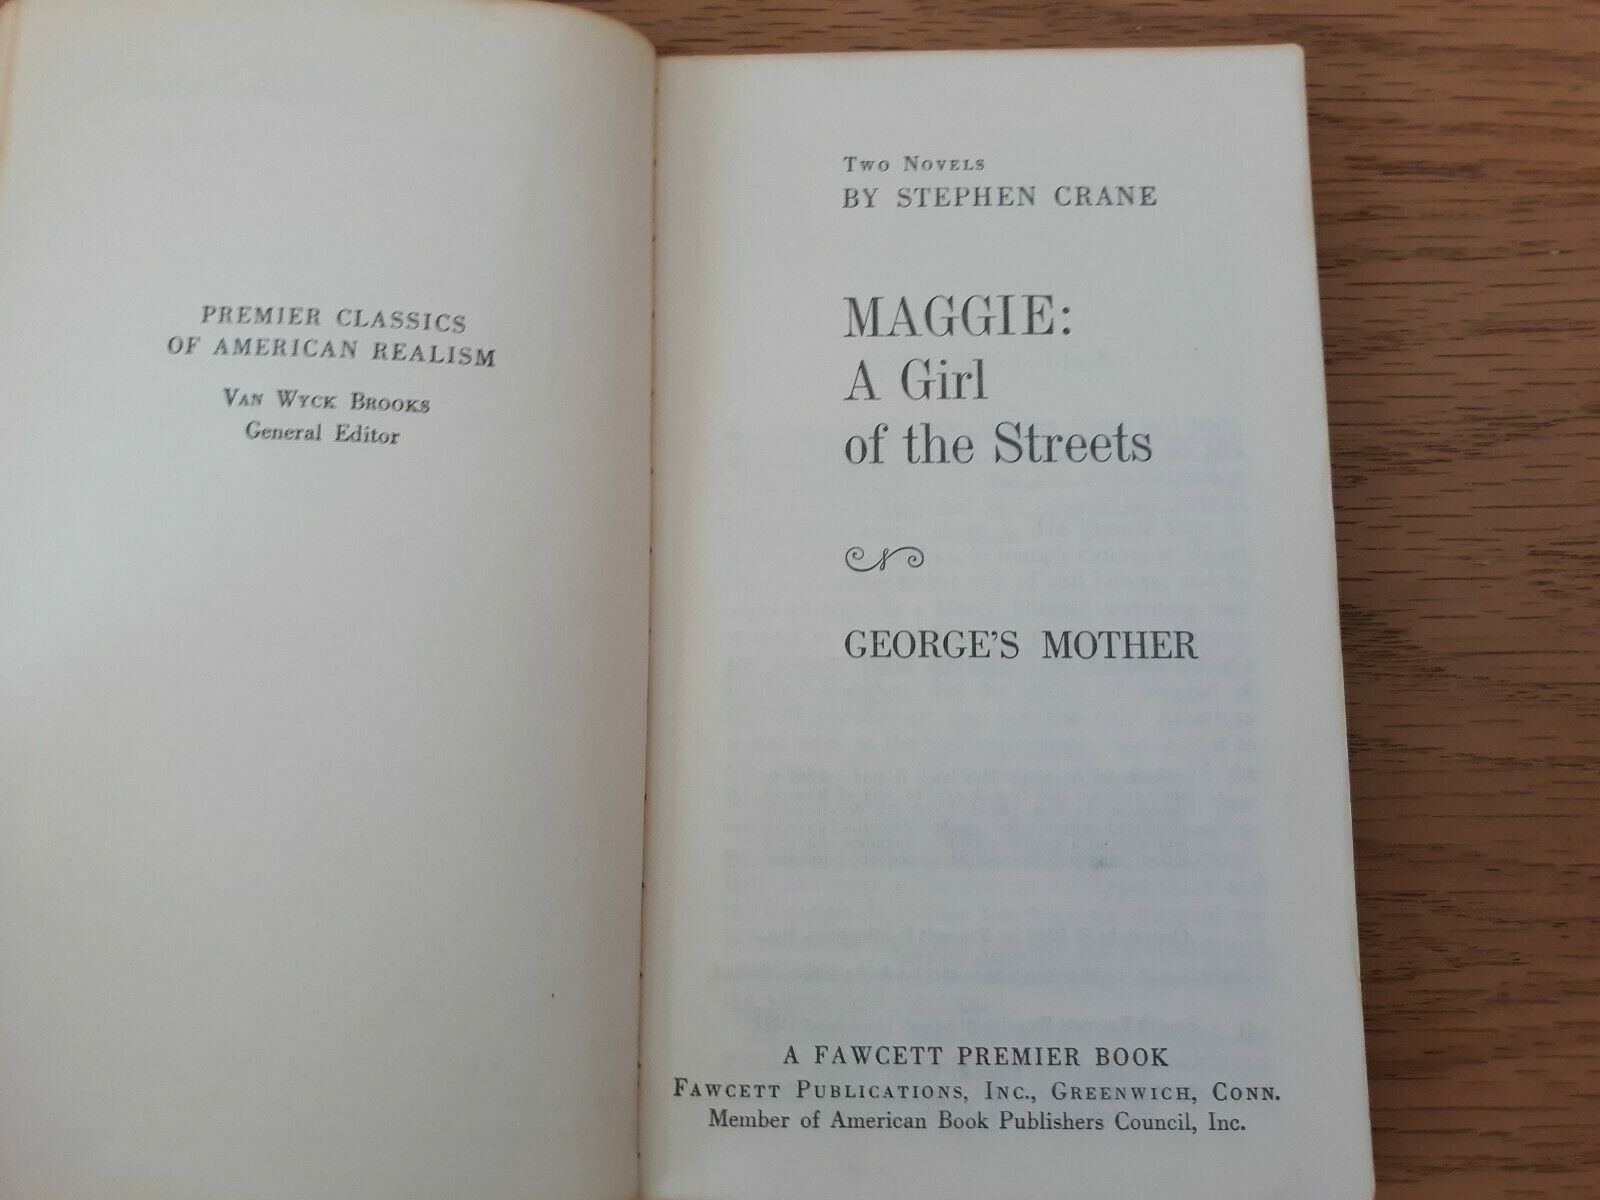 PREMIER CLASSICS
OF AMERICAN REALISM
VAN WYCK BROOKS
General Editor
TWO NOVELS
BY STEPHEN CRANE
MAGGIE:
A Girl
of the Streets
GEORGE'S MOTHER
A FAWCETT PREMIER BOOK
FAWCETT PUBLICATIONS, INC., GREENWICH, CONN.
Member of American Book Publishers Council, Inc.